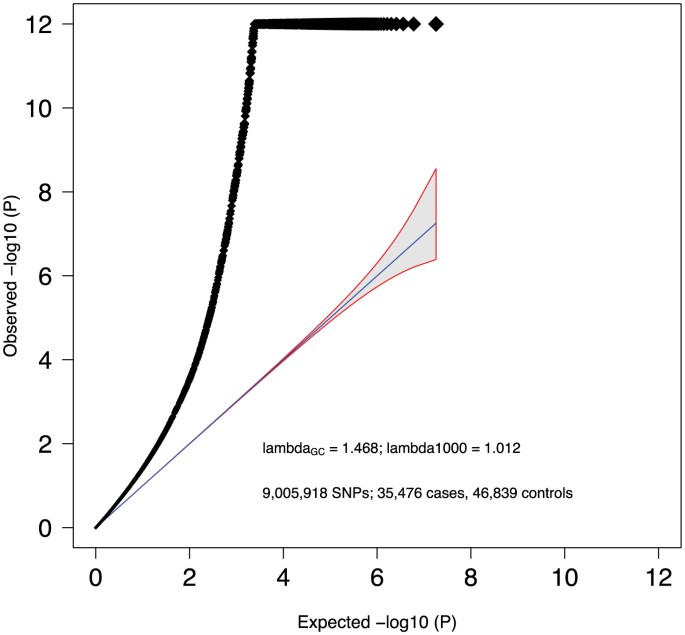 12
10
8
6
4
2
0
Observed −log10 (P)
lambdaGC = 1.468; lambda1000 = 1.012
9,005,918 SNPs; 35,476 cases, 46,839 controls
0 2 4 6 8 10 12
Expected −log10 (P)